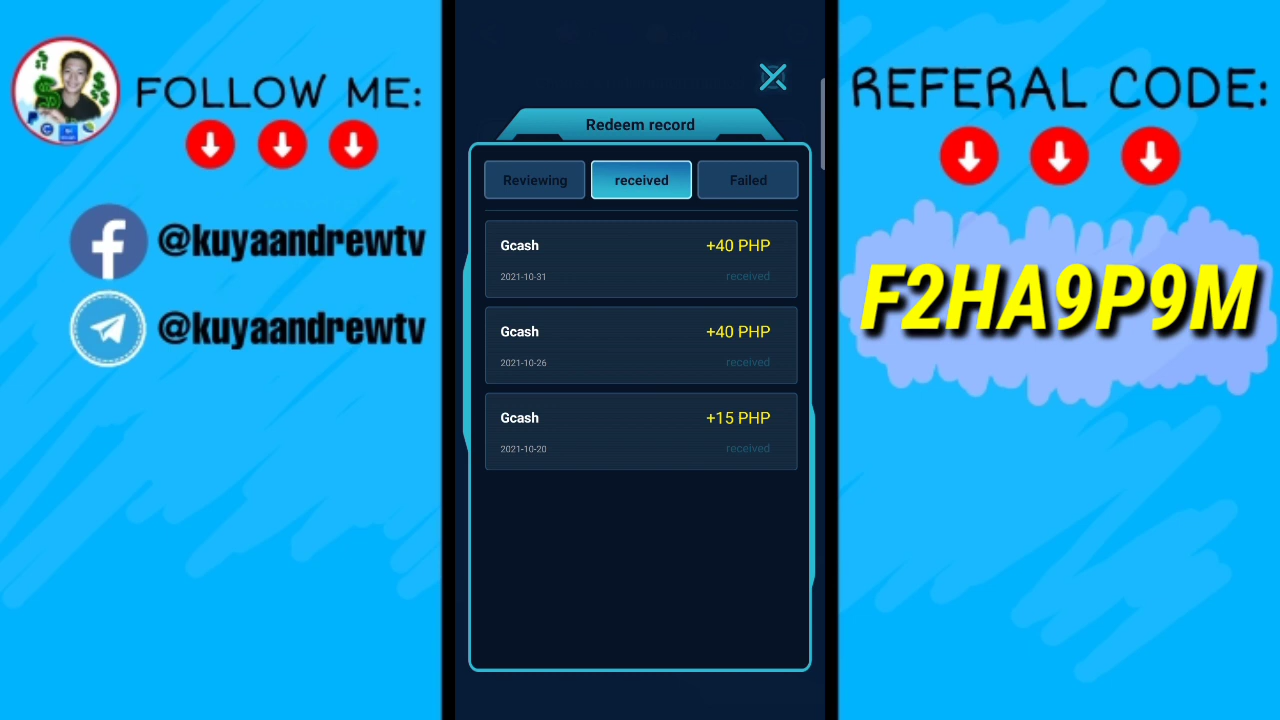 FOLLOW ME:
@kuyaandrewtv
@kuyaandrewtv
Redeem record
Reviewing
received
Failed
Gcash
+40 PHP
2021-10-31
received
Gcash
+40 PHP
2021-10-26
received
Gcash
+15 PHP
2021-10-20
received
REFERAL CODE:
F2HA9P9M